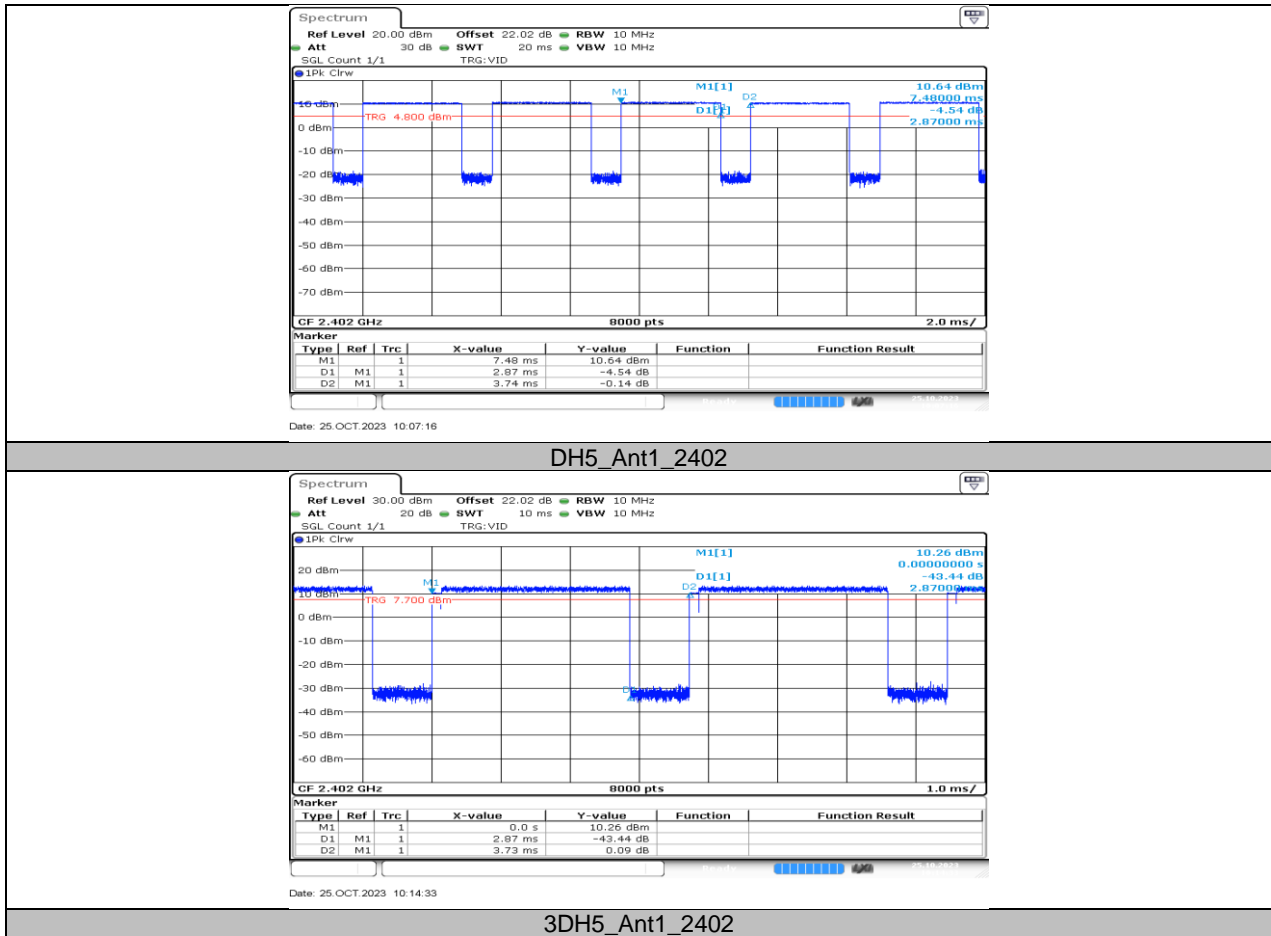 Spectrum
Ref Level 20.00 dBm Offset 22.02 dB RBW 10 MHz
Att 30 dB SWT 20 ms VBW 10 MHz
SGL Count 1/1 TRG:VID
1Pk Clrw
M1[1] 10.64 dBm
7.48000 ms
M1
D2
10 dBm
D1[1] -4.54 dB
2.87000 ms
TRG 4.800 dBm
0 dBm
-10 dBm
-20 dBm
-30 dBm
-40 dBm
-50 dBm
-60 dBm
-70 dBm
CF 2.402 GHz 8000 pts 2.0 ms/
Marker
Type Ref Trc X-value Y-value Function Function Result
M1 1 7.48 ms 10.64 dBm
D1 M1 1 2.87 ms -4.54 dB
D2 M1 1 3.74 ms -0.14 dB
Ready 25.10.2023
Date: 25.OCT.2023 10:07:16
DH5_Ant1_2402
Spectrum
Ref Level 30.00 dBm Offset 22.02 dB RBW 10 MHz
Att 20 dB SWT 10 ms VBW 10 MHz
SGL Count 1/1 TRG:VID
1Pk Clrw
M1[1] 10.26 dBm
0.00000000 s
20 dBm
D1[1] -43.44 dB
M1
D2
2.87000 ms
10 dBm
TRG 7.700 dBm
0 dBm
-10 dBm
-20 dBm
-30 dBm
-40 dBm
-50 dBm
-60 dBm
CF 2.402 GHz 8000 pts 1.0 ms/
Marker
Type Ref Trc X-value Y-value Function Function Result
M1 1 0.0 s 10.26 dBm
D1 M1 1 2.87 ms -43.44 dB
D2 M1 1 3.73 ms 0.09 dB
Ready 25.10.2023
Date: 25.OCT.2023 10:14:33
3DH5_Ant1_2402